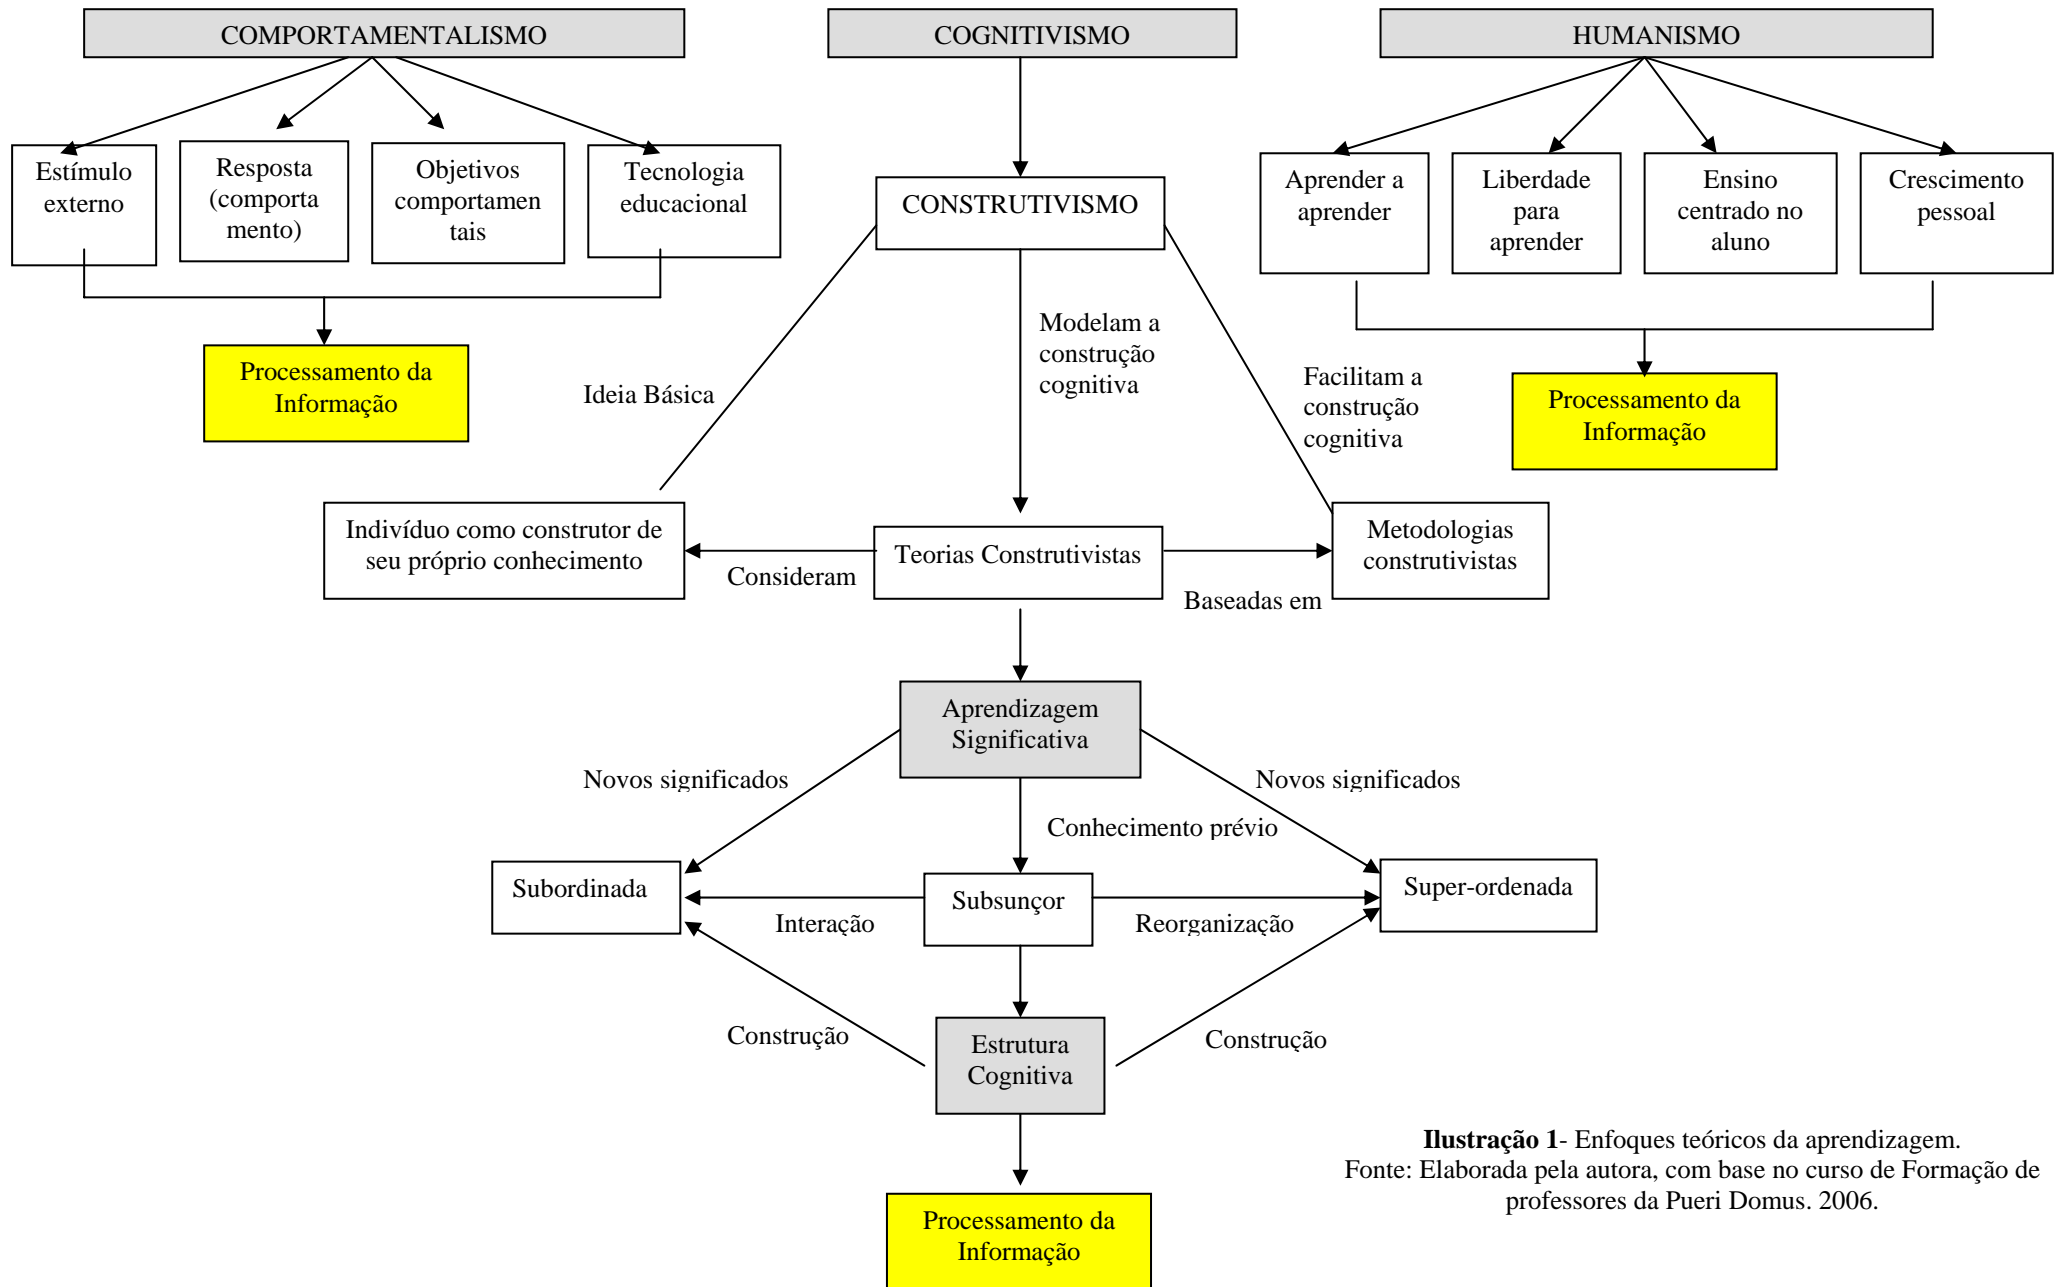 COMPORTAMENTALISMO
COGNITIVISMO
HUMANISMO
Estímulo
externo
Resposta
(comporta
mento)
Objetivos
comportamen
tais
Tecnologia
educacional
CONSTRUTIVISMO
Aprender a
aprender
Liberdade
para
aprender
Ensino
centrado no
aluno
Crescimento
pessoal
Processamento da
Informação
Ideia Básica
Modelam a
construção
cognitiva
Facilitam a
construção
cognitiva
Processamento da
Informação
Indivíduo como construtor de
seu próprio conhecimento
Consideram
Teorias Construtivistas
Baseadas em
Metodologias
construtivistas
Aprendizagem
Significativa
Novos significados
Novos significados
Conhecimento prévio
Subordinada
Interação
Subsunçor
Reorganização
Super-ordenada
Construção
Estrutura
Cognitiva
Construção
Processamento da
Informação
Ilustração 1- Enfoques teóricos da aprendizagem.
Fonte: Elaborada pela autora, com base no curso de Formação de
professores da Pueri Domus. 2006.